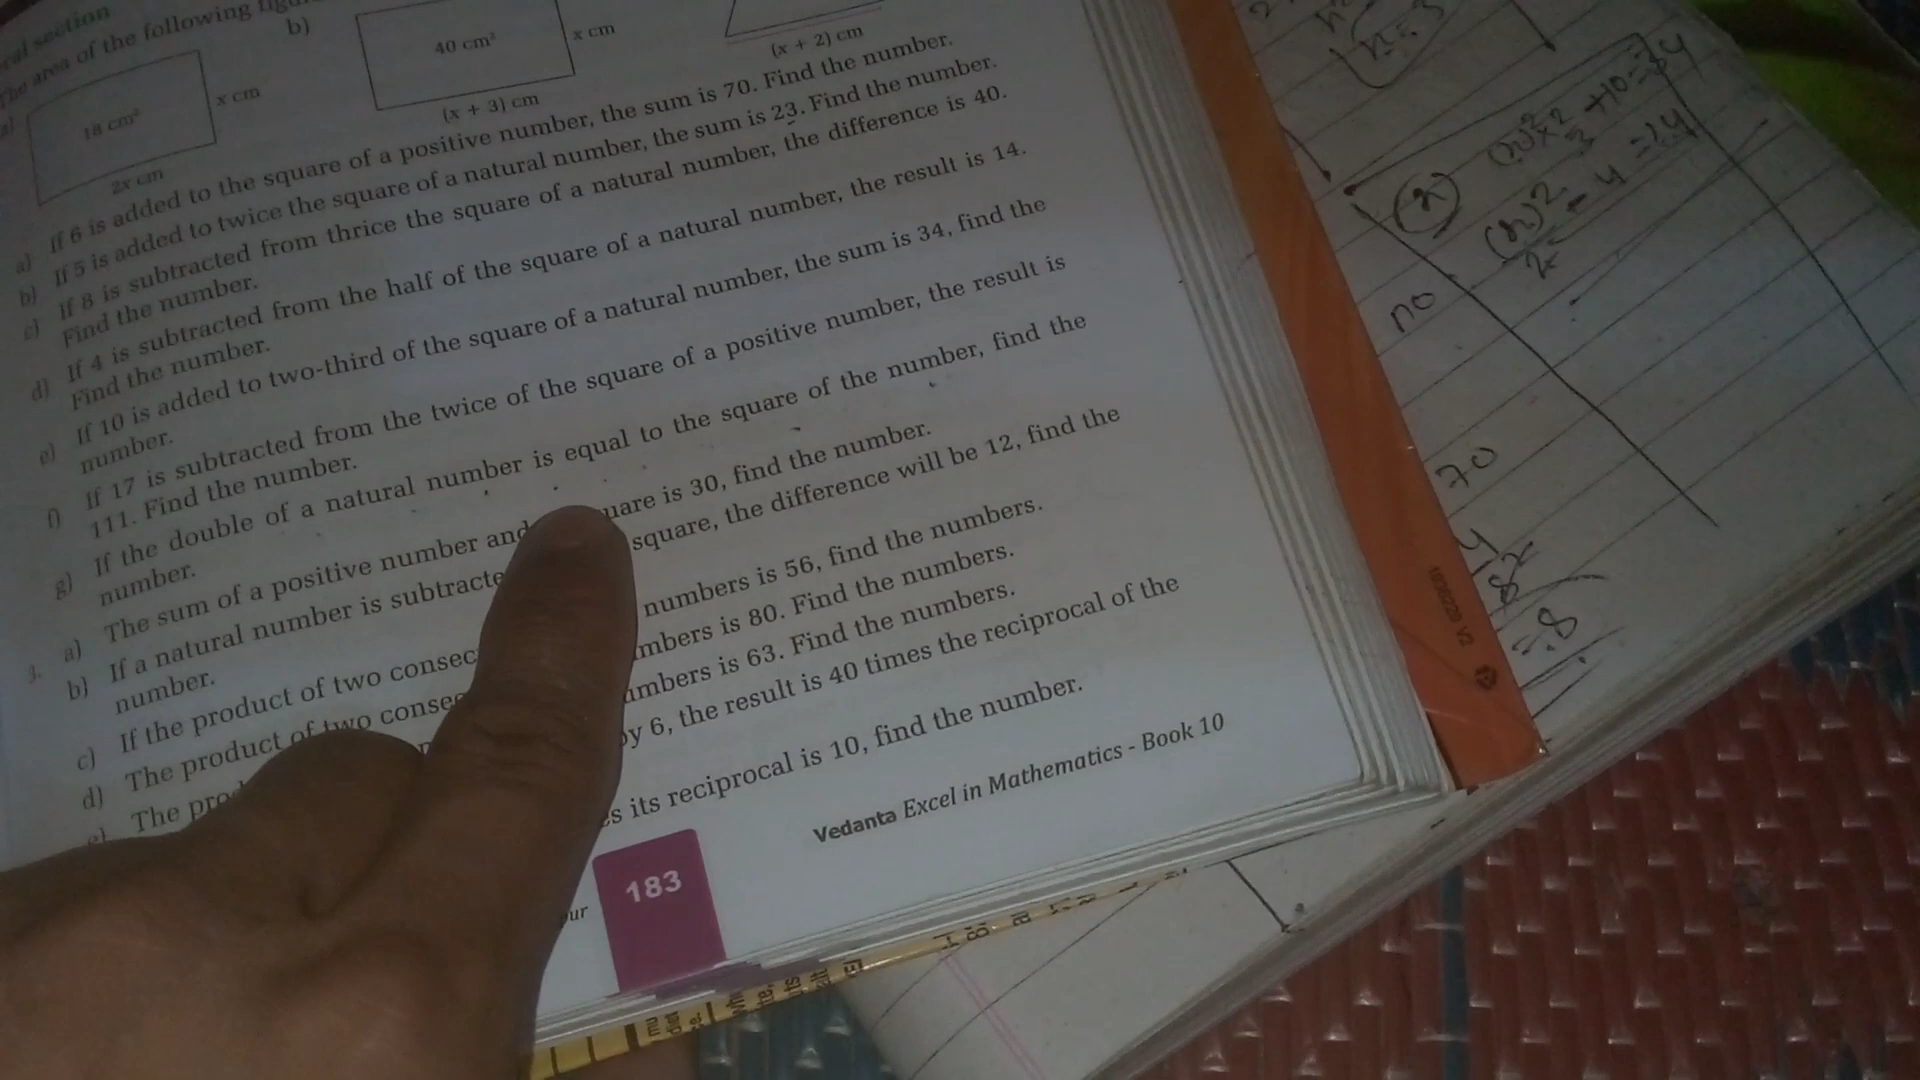 The area of the following
a)
18 cm²
x cm
2x cm
b)
40 cm²
x cm
(x + 3) cm
(x + 2) cm
a) If 6 is added to the square of a positive number, the sum is 70. Find the number.
b) If 5 is added to twice the square of a natural number, the sum is 23. Find the number.
c) If 8 is subtracted from thrice the square of a natural number, the difference is 40.
Find the number.
d) If 4 is subtracted from the half of the square of a natural number, the result is 14.
Find the number.
e) If 10 is added to two-third of the square of a natural number, the sum is 34, find the
number.
f) If 17 is subtracted from the twice of the square of a positive number, the result is
111. Find the number.
g) If the double of a natural number is equal to the square of the number, find the
number.
3. a) The sum of a positive number and square is 30, find the number.
b) If a natural number is subtracte square, the difference will be 12, find the
number.
c) If the product of two consec numbers is 56, find the numbers.
d) The product of two conse mbers is 80. Find the numbers.
e) The pro umbers is 63. Find the numbers.
by 6, the result is 40 times the reciprocal of the
es its reciprocal is 10, find the number.
183
Vedanta Excel in Mathematics - Book 10
no
70